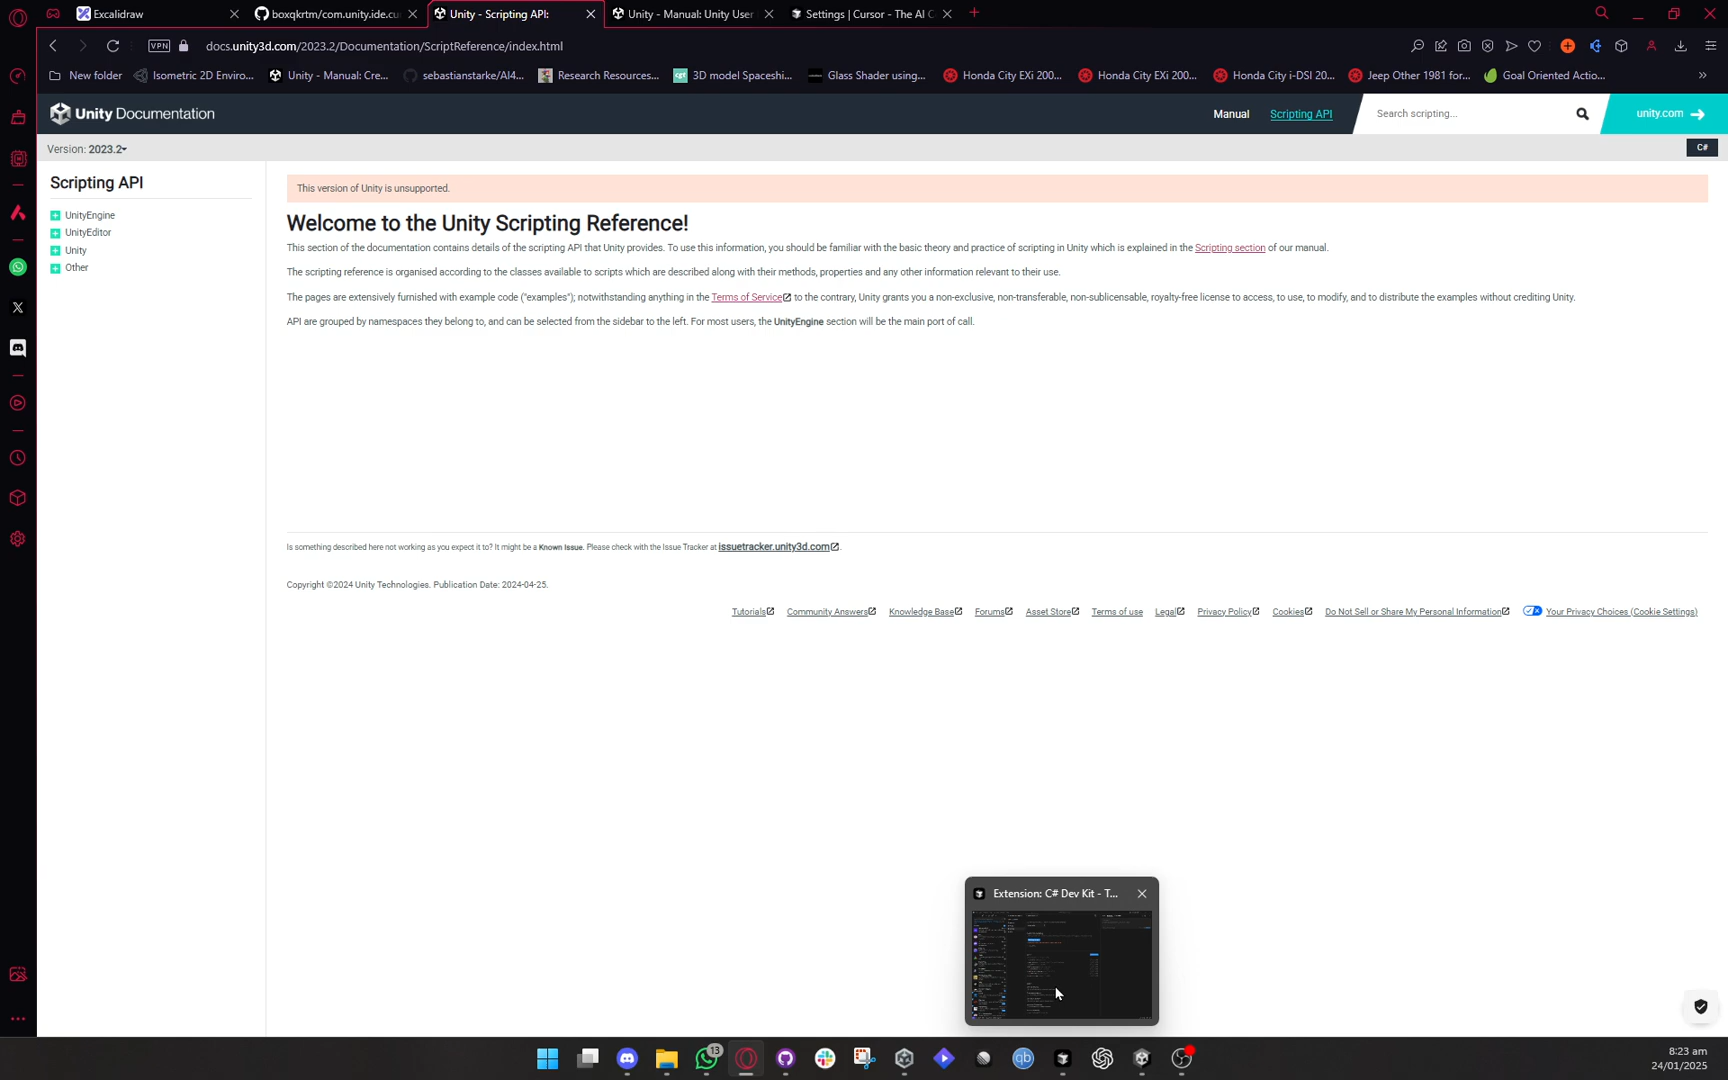 Excalidraw
boxqkrtm/com.unity.ide.cu
Unity - Scripting API:
Unity - Manual: Unity User
Settings | Cursor - The AI C
VPN
docs.unity3d.com/2023.2/Documentation/ScriptReference/index.html
New folder
Isometric 2D Enviro...
Unity - Manual: Cre...
sebastianstarke/AI4...
Research Resources...
3D model Spaceshi...
Glass Shader using...
Honda City EXi 200...
Honda City EXi 200...
Honda City i-DSI 20...
Jeep Other 1981 for...
Goal Oriented Actio...
Unity Documentation
Manual
Scripting API
Search scripting...
unity.com
Version: 2023.2
C#
Scripting API
UnityEngine
UnityEditor
Unity
Other
This version of Unity is unsupported.
Welcome to the Unity Scripting Reference!
This section of the documentation contains details of the scripting API that Unity provides. To use this information, you should be familiar with the basic theory and practice of scripting in Unity which is explained in the Scripting section of our manual.
The scripting reference is organised according to the classes available to scripts which are described along with their methods, properties and any other information relevant to their use.
The pages are extensively furnished with example code ("examples"); notwithstanding anything in the Terms of Service to the contrary, Unity grants you a non-exclusive, non-transferable, non-sublicensable, royalty-free license to access, to use, to modify, and to distribute the examples without crediting Unity.
API are grouped by namespaces they belong to, and can be selected from the sidebar to the left. For most users, the UnityEngine section will be the main port of call.
Is something described here not working as you expect it to? It might be a Known Issue. Please check with the Issue Tracker at issuetracker.unity3d.com.
Copyright ©2024 Unity Technologies. Publication Date: 2024-04-25.
Tutorials
Community Answers
Knowledge Base
Forums
Asset Store
Terms of use
Legal
Privacy Policy
Cookies
Do Not Sell or Share My Personal Information
Your Privacy Choices (Cookie Settings)
Extension: C# Dev Kit - T...
13
qb
8:23 am
24/01/2025